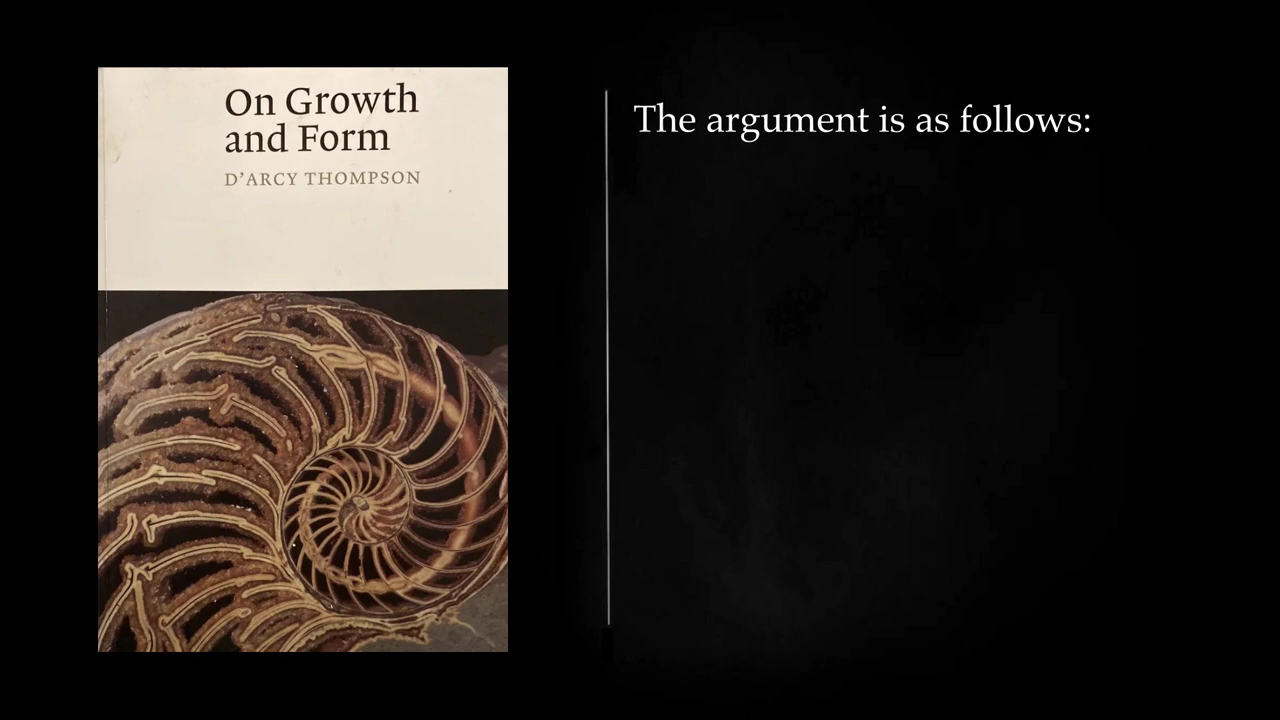 On Growth
and Form
D'ARCY THOMPSON
The argument is as follows: